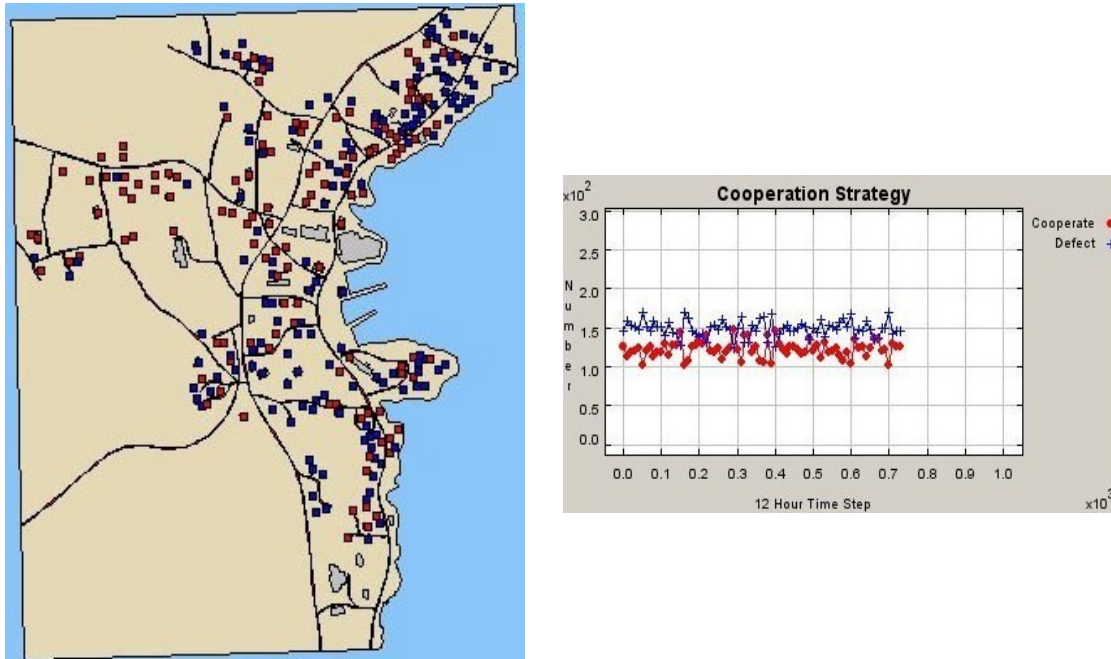 Cooperation Strategy
x10²
3.0
2.5
2.0
1.5
1.0
0.5
0.0
Number
0.0 0.1 0.2 0.3 0.4 0.5 0.6 0.7 0.8 0.9 1.0
12 Hour Time Step
x10³
Cooperate
Defect